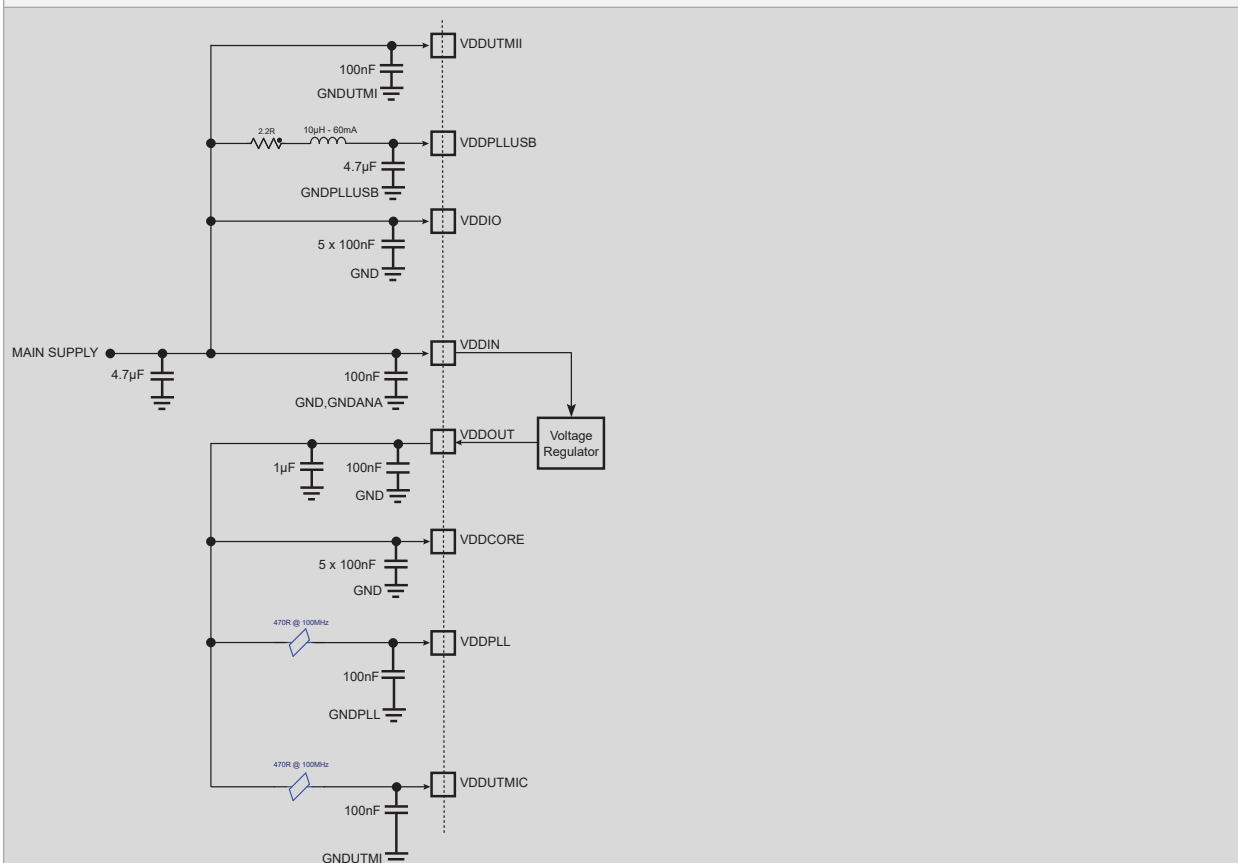 VDDUTMII
100nF
GNDUTMI
2.2R
10µH - 60mA
VDDPLLUSB
4.7µF
GNDPLLUSB
VDDIO
5 x 100nF
GND
MAIN SUPPLY
VDDIN
4.7µF
100nF
GND,GNDANA
VDDOUT
Voltage
Regulator
1µF
100nF
GND
VDDCORE
5 x 100nF
GND
470R @ 100MHz
VDDPLL
100nF
GNDPLL
470R @ 100MHz
VDDUTMIC
100nF
GNDUTMI